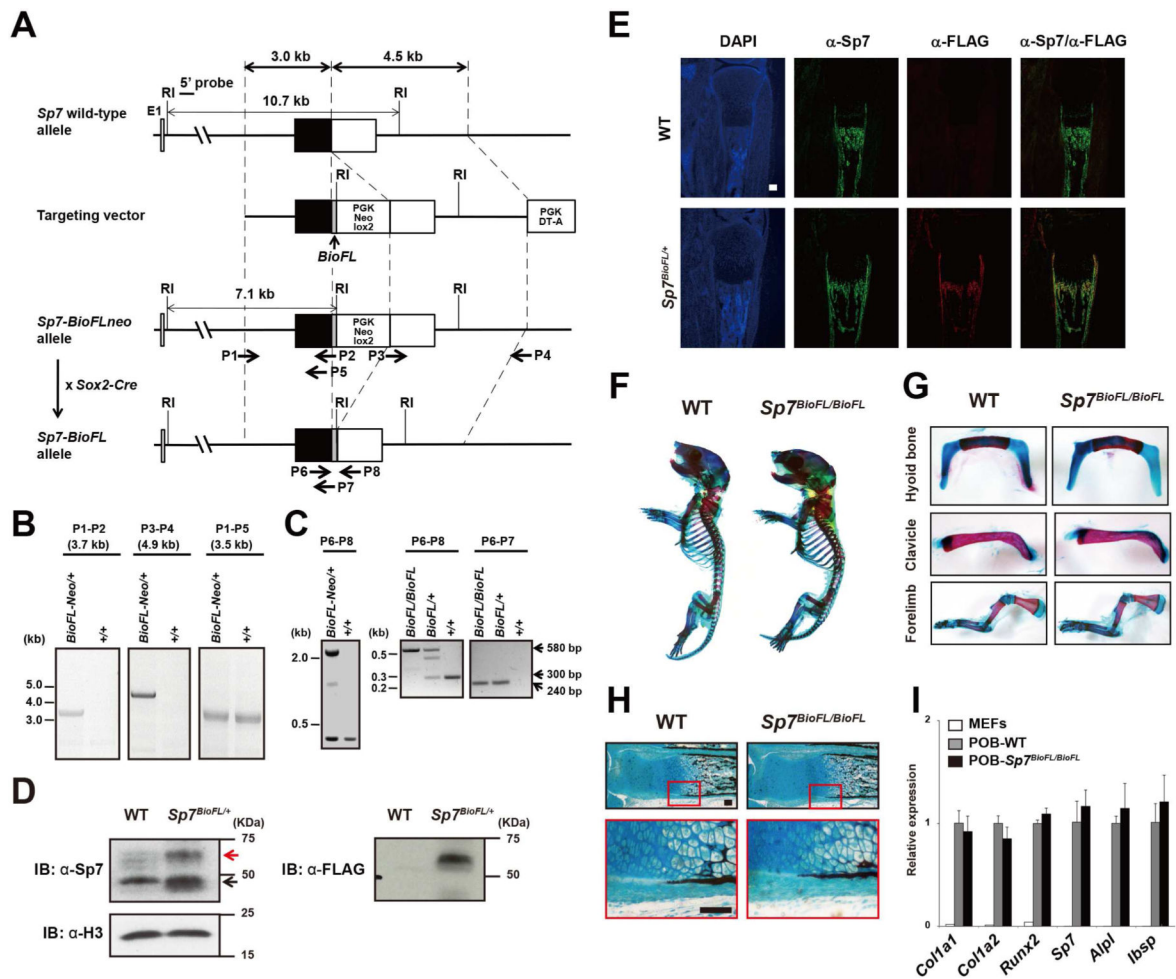 A
3.0 kb
4.5 kb
5' probe
RI
RI
E1
10.7 kb
Sp7 wild-type
allele
RI
RI
Targeting vector
PGK
Neo
lox2
PGK
DT-A
BioFL
RI
7.1 kb
RI
RI
Sp7-BioFLneo
allele
PGK
Neo
lox2
P1
P2
P3
P4
P5
x Sox2-Cre
RI
RI
RI
Sp7-BioFL
allele
P6
P8
P7
B
P1-P2
(3.7 kb)
P3-P4
(4.9 kb)
P1-P5
(3.5 kb)
BioFL-Neo/+
+/+
BioFL-Neo/+
+/+
BioFL-Neo/+
+/+
(kb)
5.0
4.0
3.0
C
P6-P8
P6-P8
P6-P7
BioFL-Neo/+
+/+
BioFL/BioFL
BioFL/+
+/+
BioFL/BioFL
BioFL/+
+/+
(kb)
2.0
0.5
(kb)
0.5
0.3
0.2
580 bp
300 bp
240 bp
D
WT
Sp7BioFL/+
(KDa)
75
50
IB: α-Sp7
25
15
IB: α-H3
WT
Sp7BioFL/+
(KDa)
75
50
IB: α-FLAG
E
DAPI
α-Sp7
α-FLAG
α-Sp7/α-FLAG
WT
Sp7BioFL/+
F
WT
Sp7BioFL/BioFL
G
WT
Sp7BioFL/BioFL
Hyoid bone
Clavicle
Forelimb
H
WT
Sp7BioFL/BioFL
I
MEFs
POB-WT
POB-Sp7BioFL/BioFL
Relative expression
2
1
0
Col1a1
Col1a2
Runx2
Sp7
Alpl
Ibsp